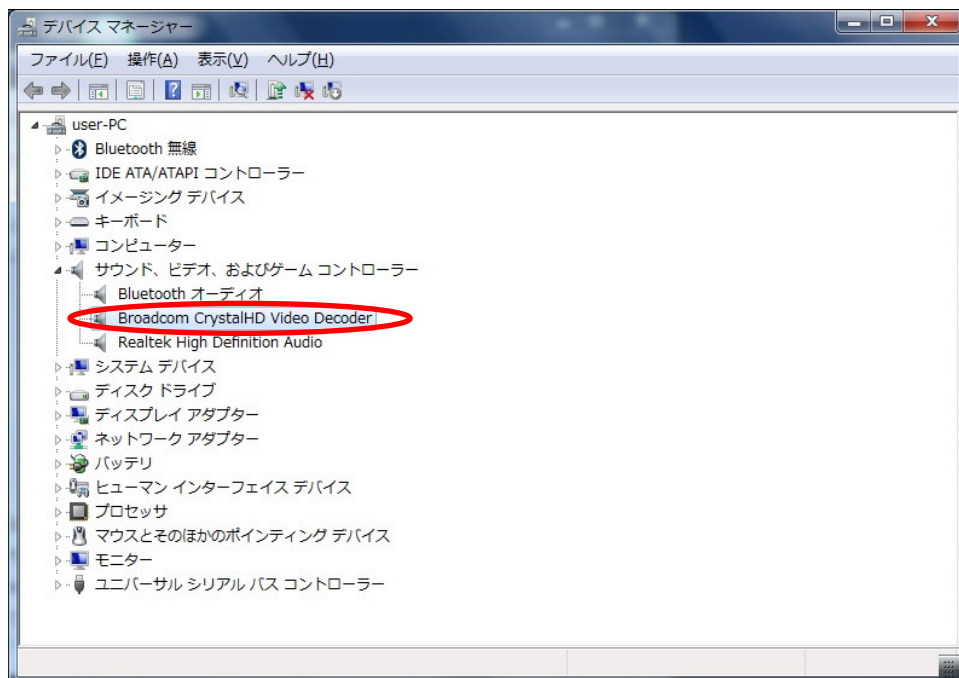 デバイス マネージャー
ファイル(F) 操作(A) 表示(V) ヘルプ(H)
user-PC
Bluetooth 無線
IDE ATA/ATAPI コントローラー
イメージング デバイス
キーボード
コンピューター
サウンド、ビデオ、およびゲーム コントローラー
Bluetooth オーディオ
Broadcom CrystalHD Video Decoder
Realtek High Definition Audio
システム デバイス
ディスク ドライブ
ディスプレイ アダプター
ネットワーク アダプター
バッテリ
ヒューマン インターフェイス デバイス
プロセッサ
マウスとそのほかのポインティング デバイス
モニター
ユニバーサル シリアル バス コントローラー